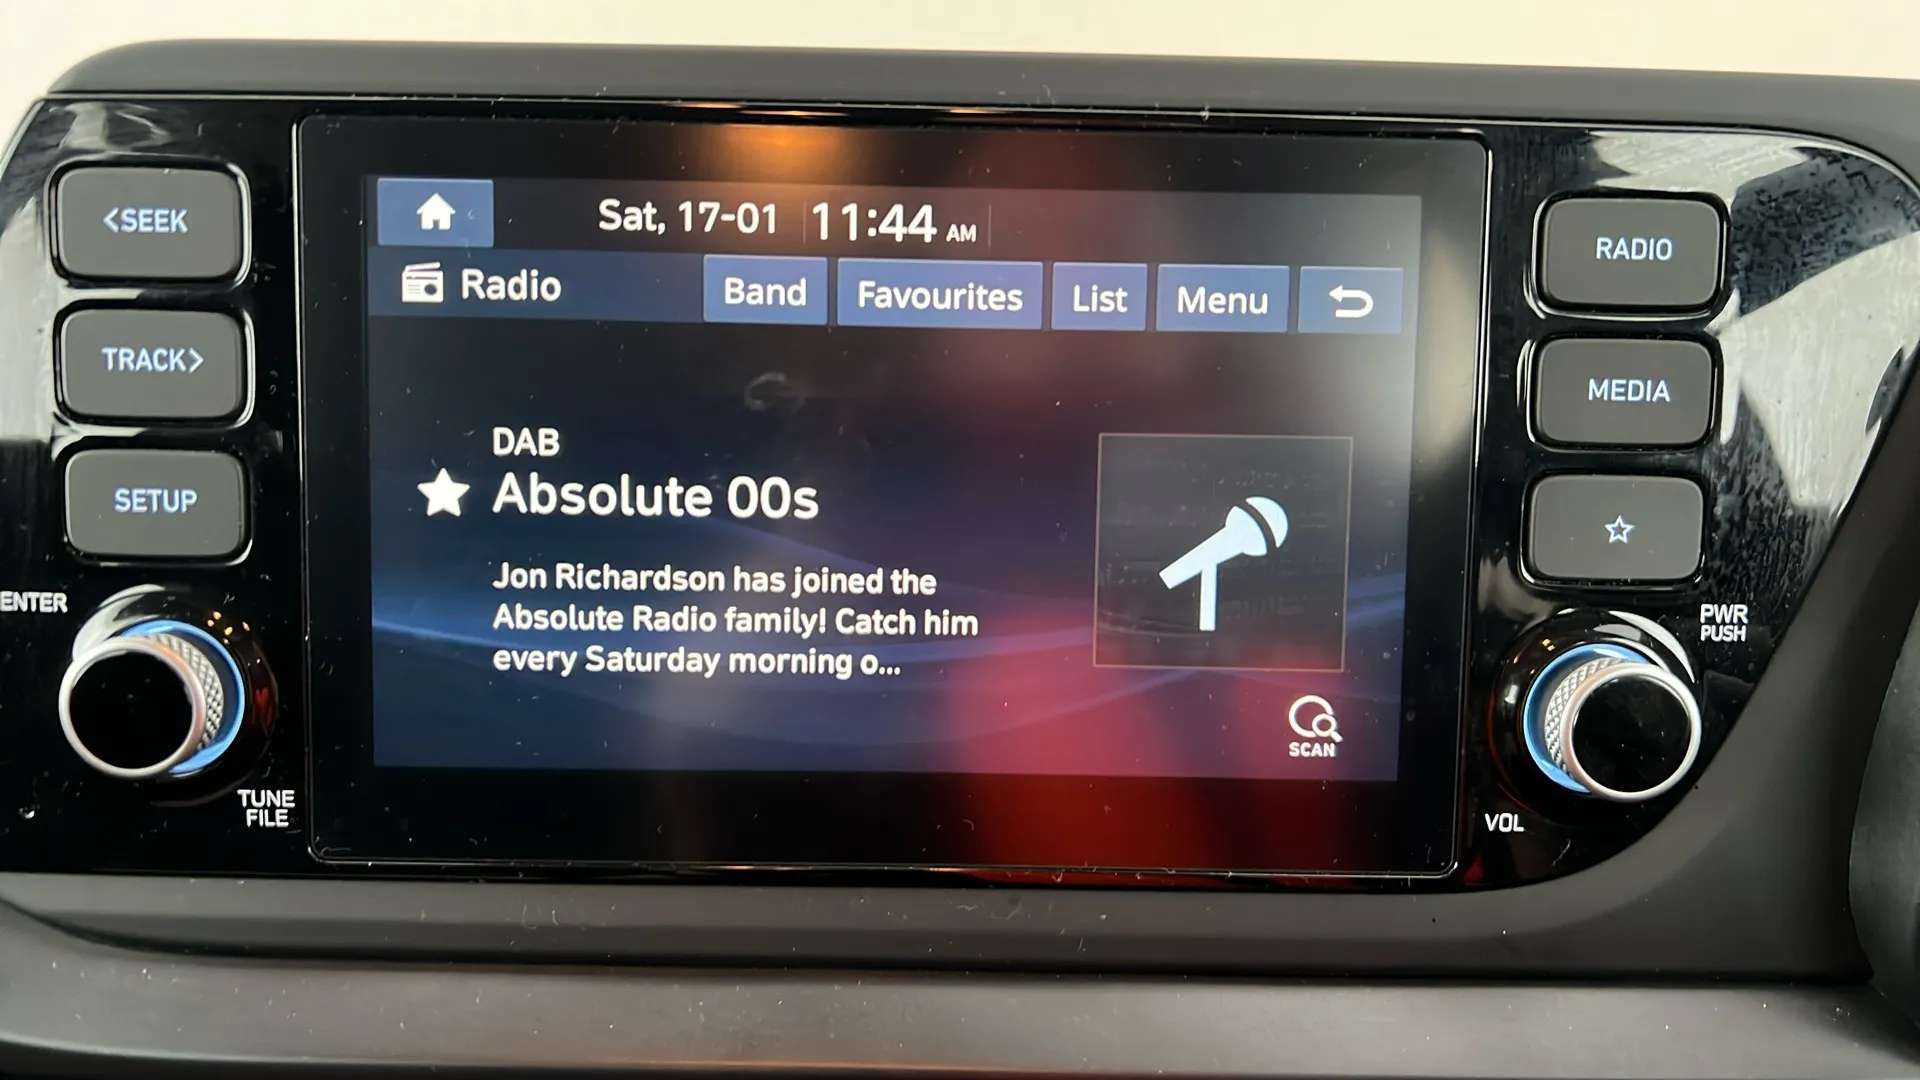 <SEEK
TRACK>
SETUP
ENTER
TUNE
FILE
Sat, 17-01 11:44 AM
Radio Band Favourites List Menu
DAB
Absolute 00s
Jon Richardson has joined the
Absolute Radio family! Catch him
every Saturday morning o...
SCAN
RADIO
MEDIA
PWR
PUSH
VOL